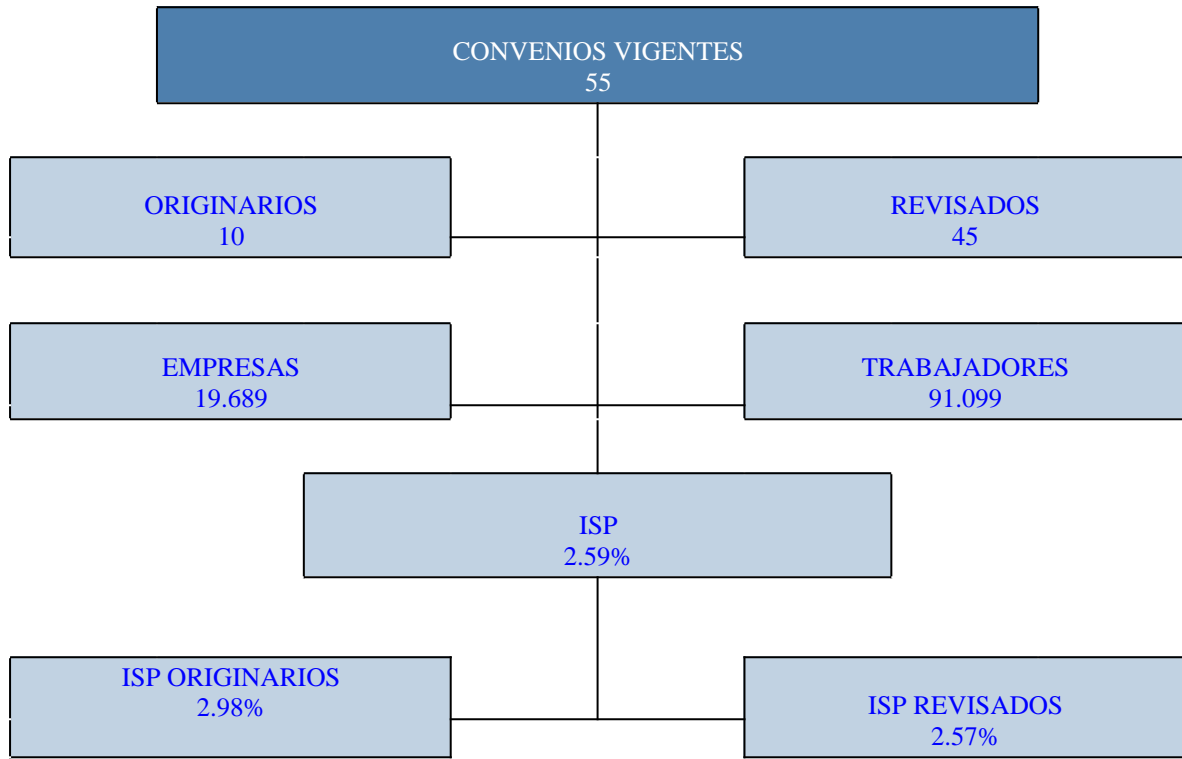 CONVENIOS VIGENTES
55
ORIGINARIOS
10
REVISADOS
45
EMPRESAS
19.689
TRABAJADORES
91.099
ISP
2.59%
ISP ORIGINARIOS
2.98%
ISP REVISADOS
2.57%